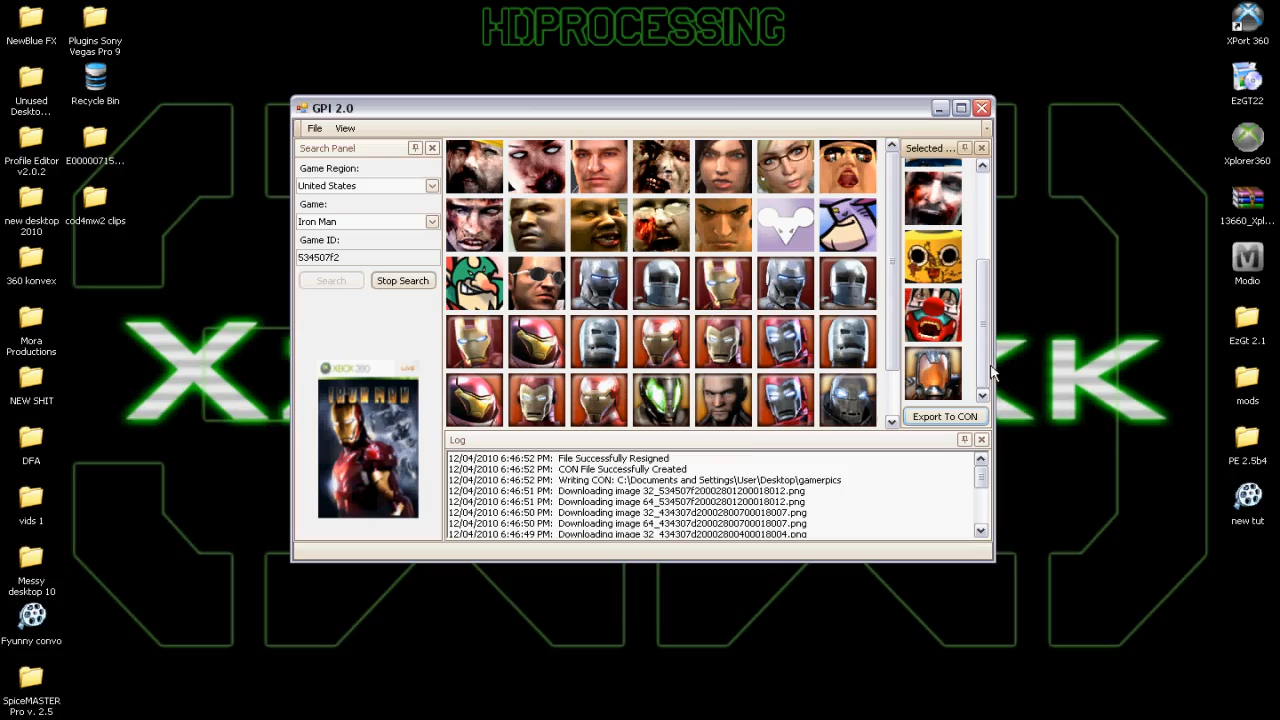 HDPROCESSING
NewBlue FX
Plugins Sony
Vegas Pro 9
Unused
Deskto...
Recycle Bin
Profile Editor
v2.0.2
E00000715...
new desktop
2010
cod4mw2 clips
360 konvex
Mora
Productions
NEW SHIT
DFA
vids 1
Messy
desktop 10
Fyunny convo
SpiceMASTER
Pro v. 2.5
GPI 2.0
File
View
Search Panel
Game Region:
United States
Game:
Iron Man
Game ID:
534507f2
Search
Stop Search
XBOX 360
LIVE
IRON MAN
Selected ...
Export To CON
Log
12/04/2010 6:46:52 PM: File Successfully Resigned
12/04/2010 6:46:52 PM: CON File Successfully Created
12/04/2010 6:46:52 PM: Writing CON: C:\Documents and Settings\User\Desktop\gamerpics
12/04/2010 6:46:51 PM: Downloading image 32_534507f20002801200018012.png
12/04/2010 6:46:51 PM: Downloading image 64_534507f20002801200018012.png
12/04/2010 6:46:50 PM: Downloading image 32_434307d20002800700018007.png
12/04/2010 6:46:50 PM: Downloading image 64_434307d20002800700018007.png
12/04/2010 6:46:49 PM: Downloading image 32_434307d20002800400018004.png
XPort 360
EzGT22
Xplorer360
13660_Xpl...
Modio
EzGt 2.1
mods
PE 2.5b4
new tut